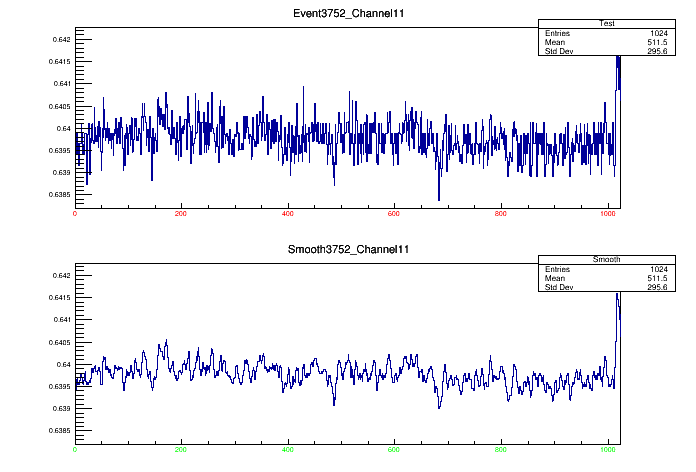 Event3752_Channel11
Test
Entries 1024
Mean 511.5
Std Dev 295.6
0.642
0.6415
0.641
0.6405
0.64
0.6395
0.639
0.6385
0 200 400 600 800 1000
Smooth3752_Channel11
Smooth
Entries 1024
Mean 511.5
Std Dev 295.6
0.642
0.6415
0.641
0.6405
0.64
0.6395
0.639
0.6385
0 200 400 600 800 1000